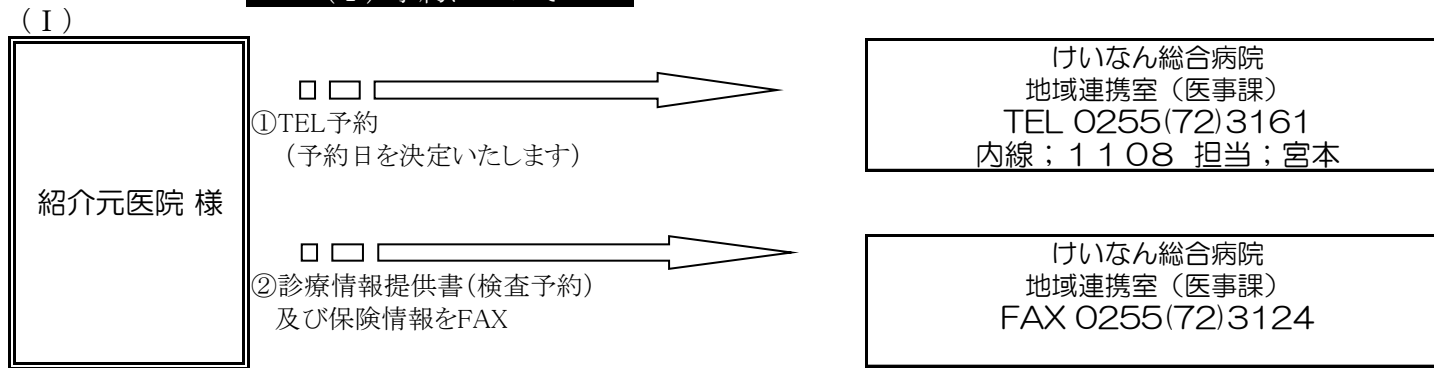 (Ⅰ)
紹介元医院 様
①TEL予約
(予約日を決定いたします)
けいなん総合病院
地域連携室（医事課）
TEL 0255(72)3161
内線；１１０８ 担当；宮本
②診療情報提供書(検査予約)
及び保険情報をFAX
けいなん総合病院
地域連携室（医事課）
FAX 0255(72)3124